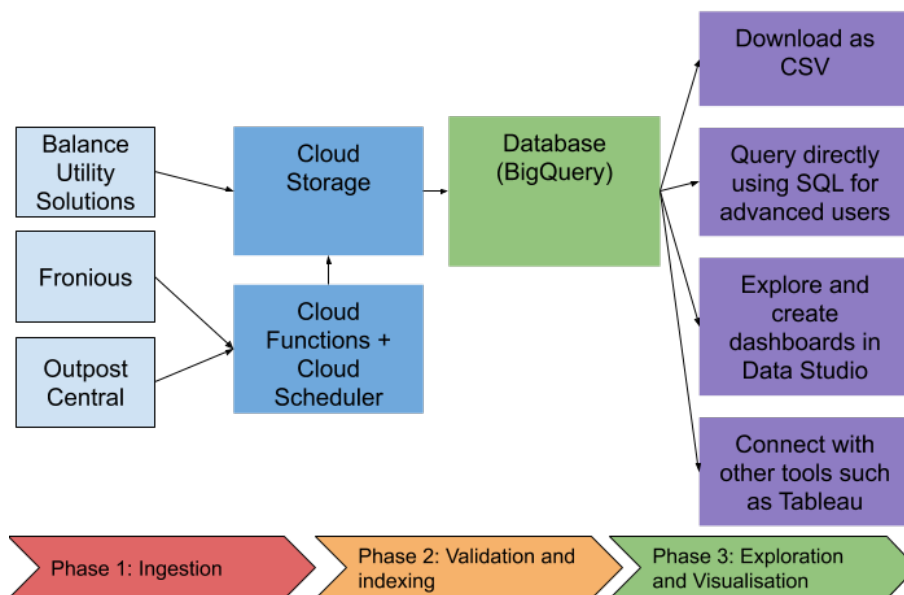 Download as
CSV
Balance
Utility
Solutions
Cloud
Storage
Database
(BigQuery)
Query directly
using SQL for
advanced users
Fronious
Cloud
Functions +
Cloud
Scheduler
Explore and
create
dashboards in
Data Studio
Outpost
Central
Connect with
other tools such
as Tableau
Phase 1: Ingestion
Phase 2: Validation and
indexing
Phase 3: Exploration
and Visualisation